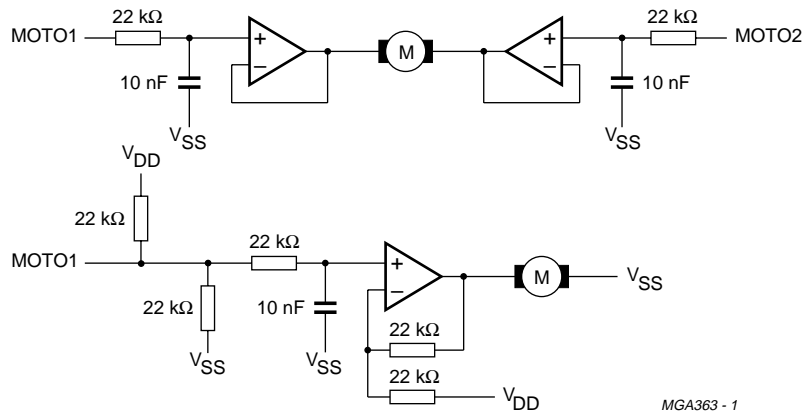 22 kΩ 22 kΩ
MOTO1 + M + MOTO2
− −
10 nF 10 nF
VSS VSS
VDD
22 kΩ
MOTO1 22 kΩ + M VSS
−
22 kΩ 10 nF 22 kΩ
VSS VSS 22 kΩ
VDD
MGA363 - 1